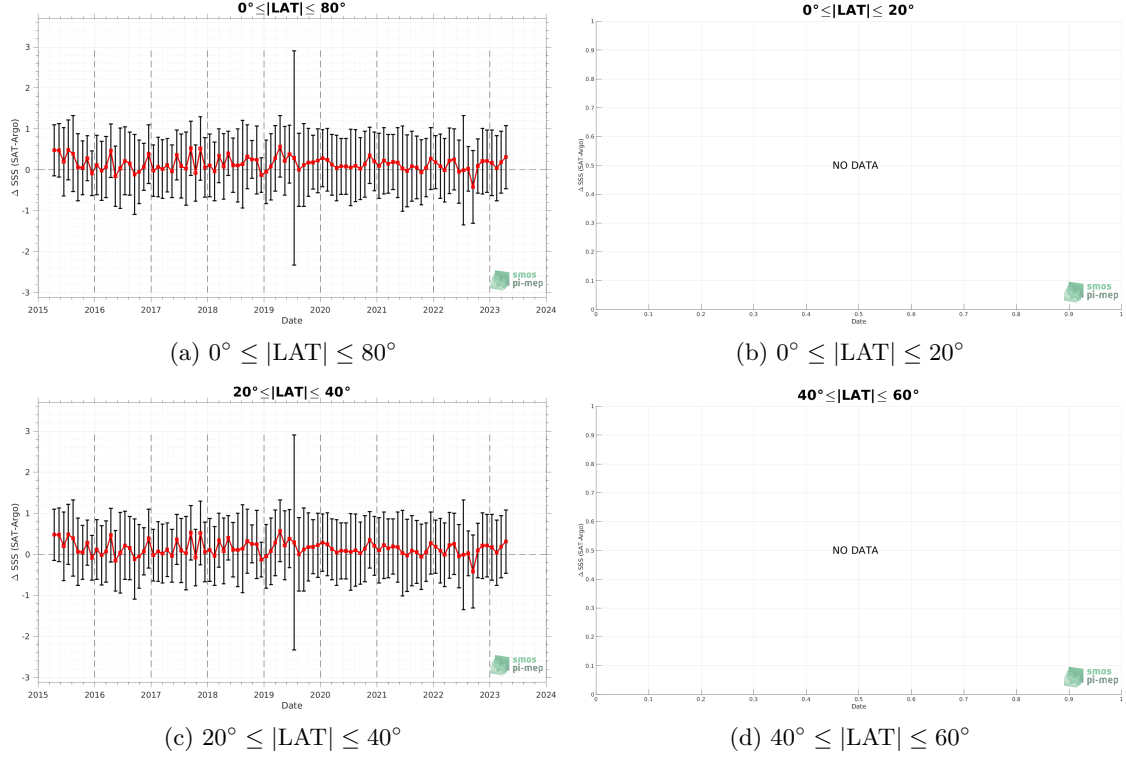 0°≤|LAT|≤ 80°
Δ SSS (SAT-Argo)
3
2
1
0
-1
-2
-3
2015 2016 2017 2018 2019 2020 2021 2022 2023 2024
Date
smos
pi-mep
(a) 0° ≤ |LAT| ≤ 80°
0°≤|LAT|≤ 20°
Δ SSS (SAT-Argo)
1
0.9
0.8
0.7
0.6
0.5
0.4
0.3
0.2
0.1
0
NO DATA
0 0.1 0.2 0.3 0.4 0.5 0.6 0.7 0.8 0.9 1
Date
smos
pi-mep
(b) 0° ≤ |LAT| ≤ 20°
20°≤|LAT|≤ 40°
Δ SSS (SAT-Argo)
3
2
1
0
-1
-2
-3
2015 2016 2017 2018 2019 2020 2021 2022 2023 2024
Date
smos
pi-mep
(c) 20° ≤ |LAT| ≤ 40°
40°≤|LAT|≤ 60°
Δ SSS (SAT-Argo)
1
0.9
0.8
0.7
0.6
0.5
0.4
0.3
0.2
0.1
0
NO DATA
0 0.1 0.2 0.3 0.4 0.5 0.6 0.7 0.8 0.9 1
Date
smos
pi-mep
(d) 40° ≤ |LAT| ≤ 60°